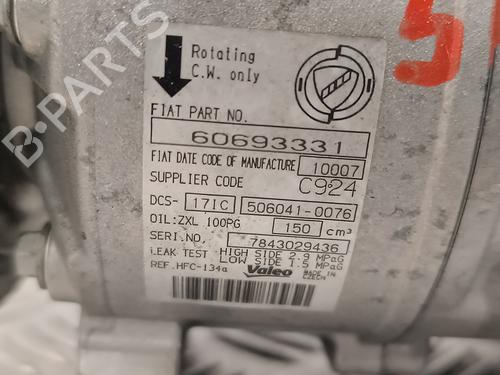 Rotating
C.W. only
FIAT PART NO.
60693331
FIAT DATE CODE OF MANUFACTURE 10007
SUPPLIER CODE C924
DCS- 17IC 506041-0076
OIL:ZXL 100PG 150 cm³
SERI.NO. 7843029436
LEAK TEST HIGH SIDE 2.9 MPaG
LOW SIDE 1.5 MPaG
REF.HFC-134a Valeo MADE IN CZECH
B-PARTS
5